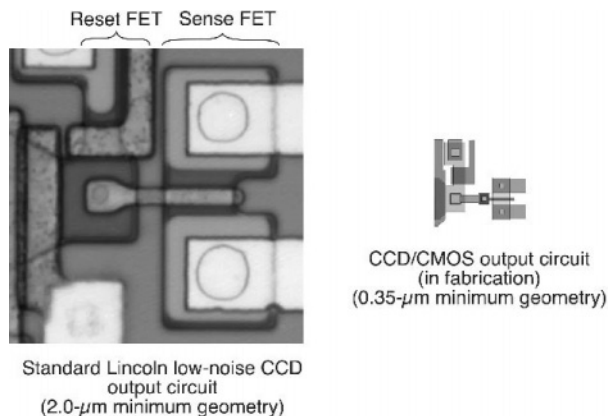 Reset FET Sense FET
Standard Lincoln low-noise CCD
output circuit
(2.0-µm minimum geometry)
CCD/CMOS output circuit
(in fabrication)
(0.35-µm minimum geometry)